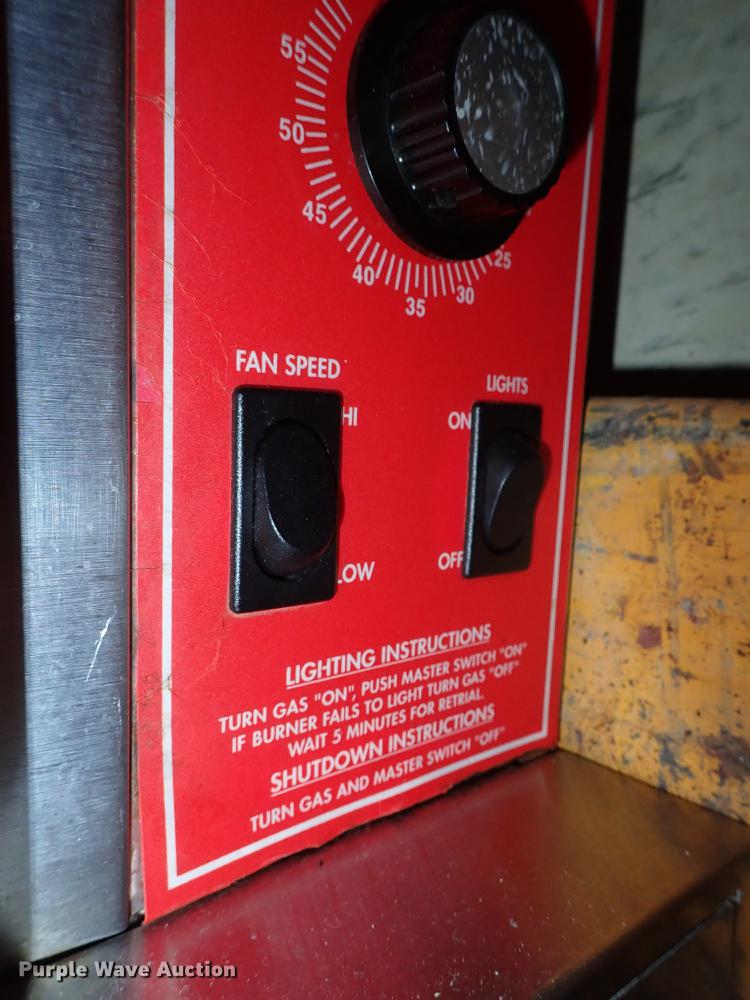 55
50
45
40
35
30
25
FAN SPEED
LIGHTS
HI
ON
LOW
OFF
LIGHTING INSTRUCTIONS
TURN GAS "ON", PUSH MASTER SWITCH "ON"
IF BURNER FAILS TO LIGHT TURN GAS "OFF"
WAIT 5 MINUTES FOR RETRIAL.
SHUTDOWN INSTRUCTIONS
TURN GAS AND MASTER SWITCH "OFF"
Purple Wave Auction